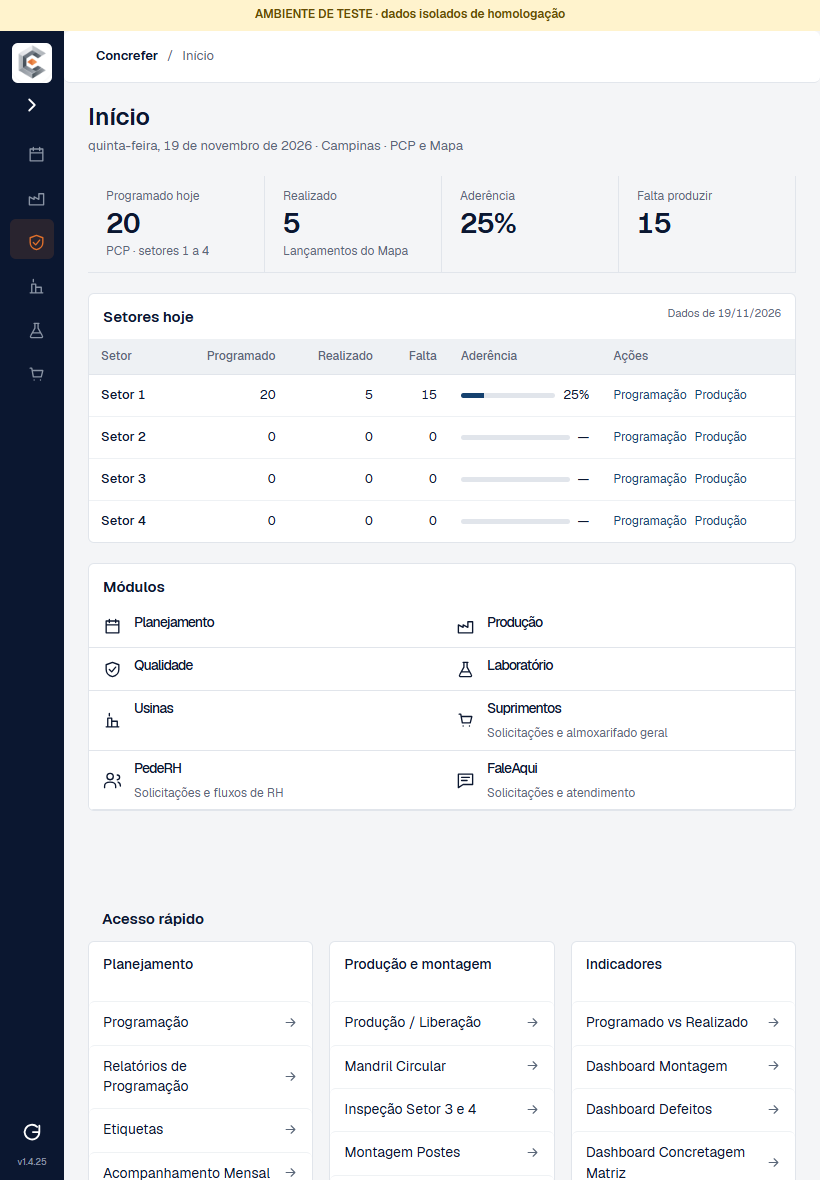 AMBIENTE DE TESTE · dados isolados de homologação
Concrefer / Início
Início
quinta-feira, 19 de novembro de 2026 · Campinas · PCP e Mapa
Programado hoje
20
PCP · setores 1 a 4
Realizado
5
Lançamentos do Mapa
Aderência
25%
Falta produzir
15
Setores hoje
Dados de 19/11/2026
Setor Programado Realizado Falta Aderência Ações
Setor 1 20 5 15 25% Programação Produção
Setor 2 0 0 0 — Programação Produção
Setor 3 0 0 0 — Programação Produção
Setor 4 0 0 0 — Programação Produção
Módulos
Planejamento
Produção
Qualidade
Laboratório
Usinas
Suprimentos
Solicitações e almoxarifado geral
PedeRH
Solicitações e fluxos de RH
FaleAqui
Solicitações e atendimento
Acesso rápido
Planejamento
Programação →
Relatórios de
Programação →
Etiquetas →
Acompanhamento Mensal →
Produção e montagem
Produção / Liberação →
Mandril Circular →
Inspeção Setor 3 e 4 →
Montagem Postes →
Indicadores
Programado vs Realizado →
Dashboard Montagem →
Dashboard Defeitos →
Dashboard Concretagem
Matriz →
v1.4.25